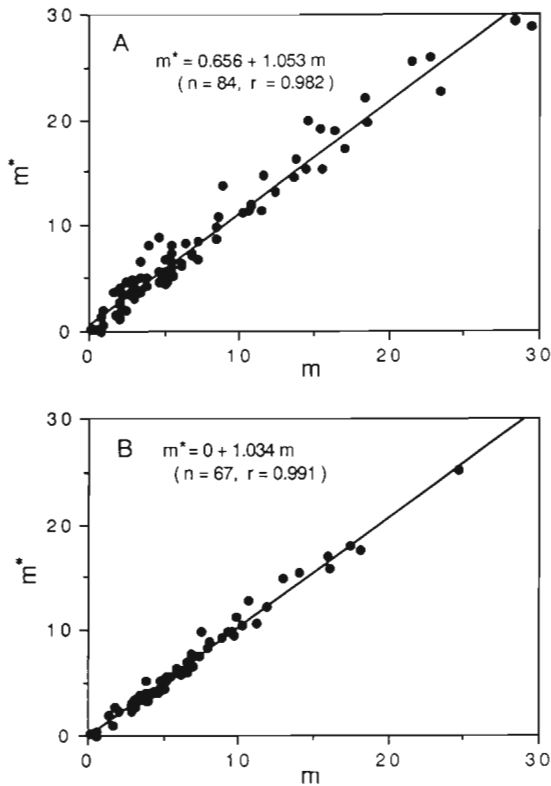 30
A
m* = 0.656 + 1.053 m
( n = 84, r = 0.982)
20
m*
10
0
0 10 20 30
m
30
B
m* = 0 + 1.034 m
( n = 67, r = 0.991)
20
m*
10
0
0 10 20 30
m